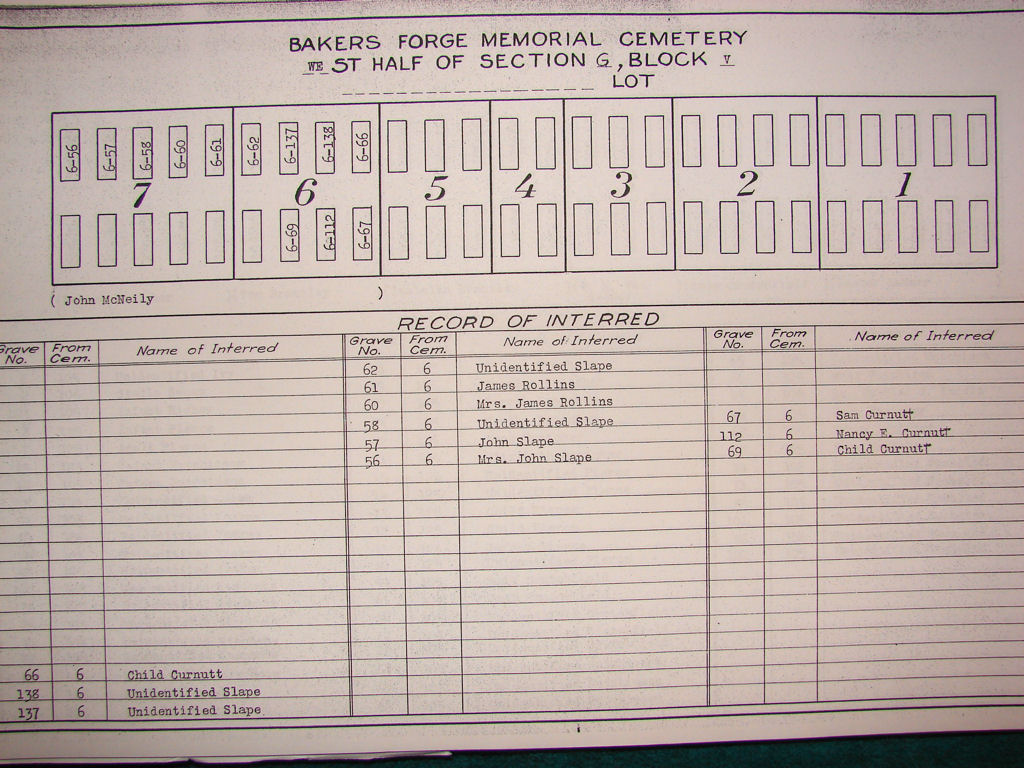 BAKERS FORGE MEMORIAL CEMETERY
WEST HALF OF SECTION G, BLOCK V
LOT
6-56 6-57 6-58 6-60 6-61 6-62 6-137 6-138 6-66
7 6 5 4 3 2 1
6-69 6-112 6-67
( John McNeily )
RECORD OF INTERRED
Grave No. From Cem. Name of Interred Grave No. From Cem. Name of Interred Grave No. From Cem. Name of Interred
62 6 Unidentified Slape
61 6 James Rollins
60 6 Mrs. James Rollins
58 6 Unidentified Slape 67 6 Sam Curnutt
57 6 John Slape 112 6 Nancy E. Curnutt
56 6 Mrs. John Slape 69 6 Child Curnutt
66 6 Child Curnutt
138 6 Unidentified Slape
137 6 Unidentified Slape